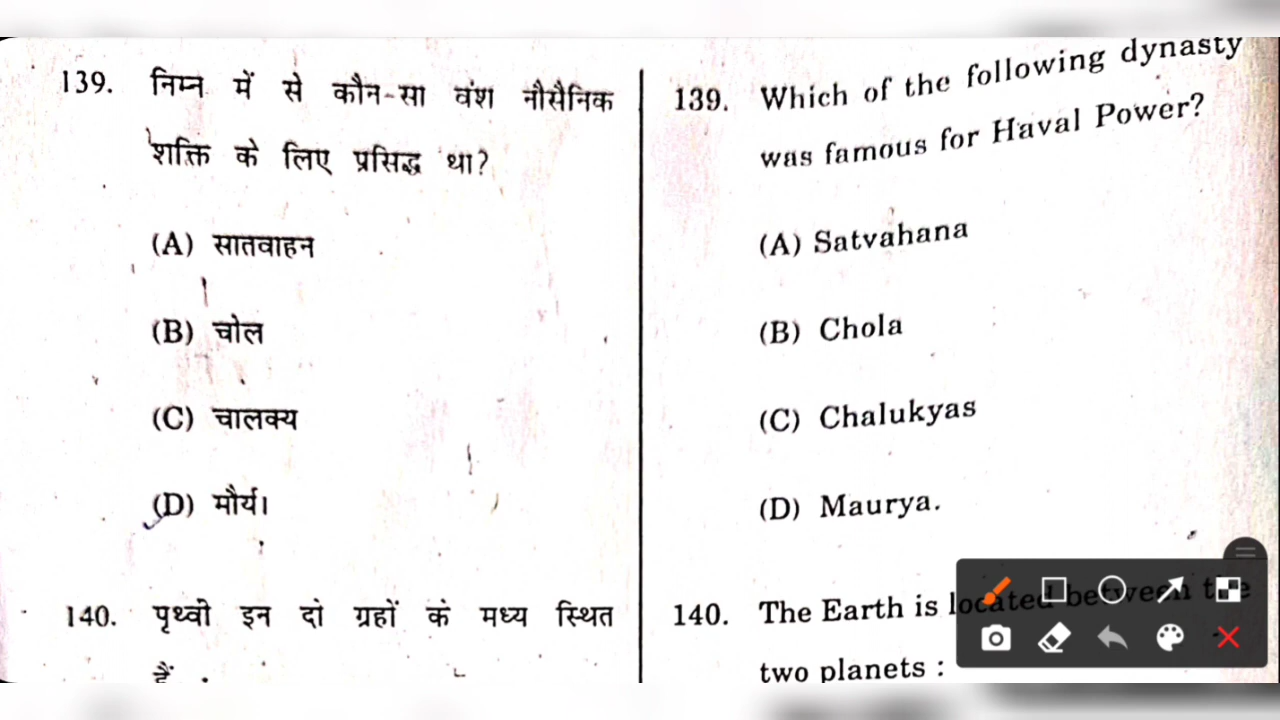 139. निम्न में से कौन-सा वंश नौसैनिक
शक्ति के लिए प्रसिद्ध था?
(A) सातवाहन
(B) चोल
(C) चालक्य
(D) मौर्य।
140. पृथ्वी इन दो ग्रहों के मध्य स्थित
हैं
139. Which of the following dynasty
was famous for Haval Power?
(A) Satvahana
(B) Chola
(C) Chalukyas
(D) Maurya.
140. The Earth is located between the
two planets :